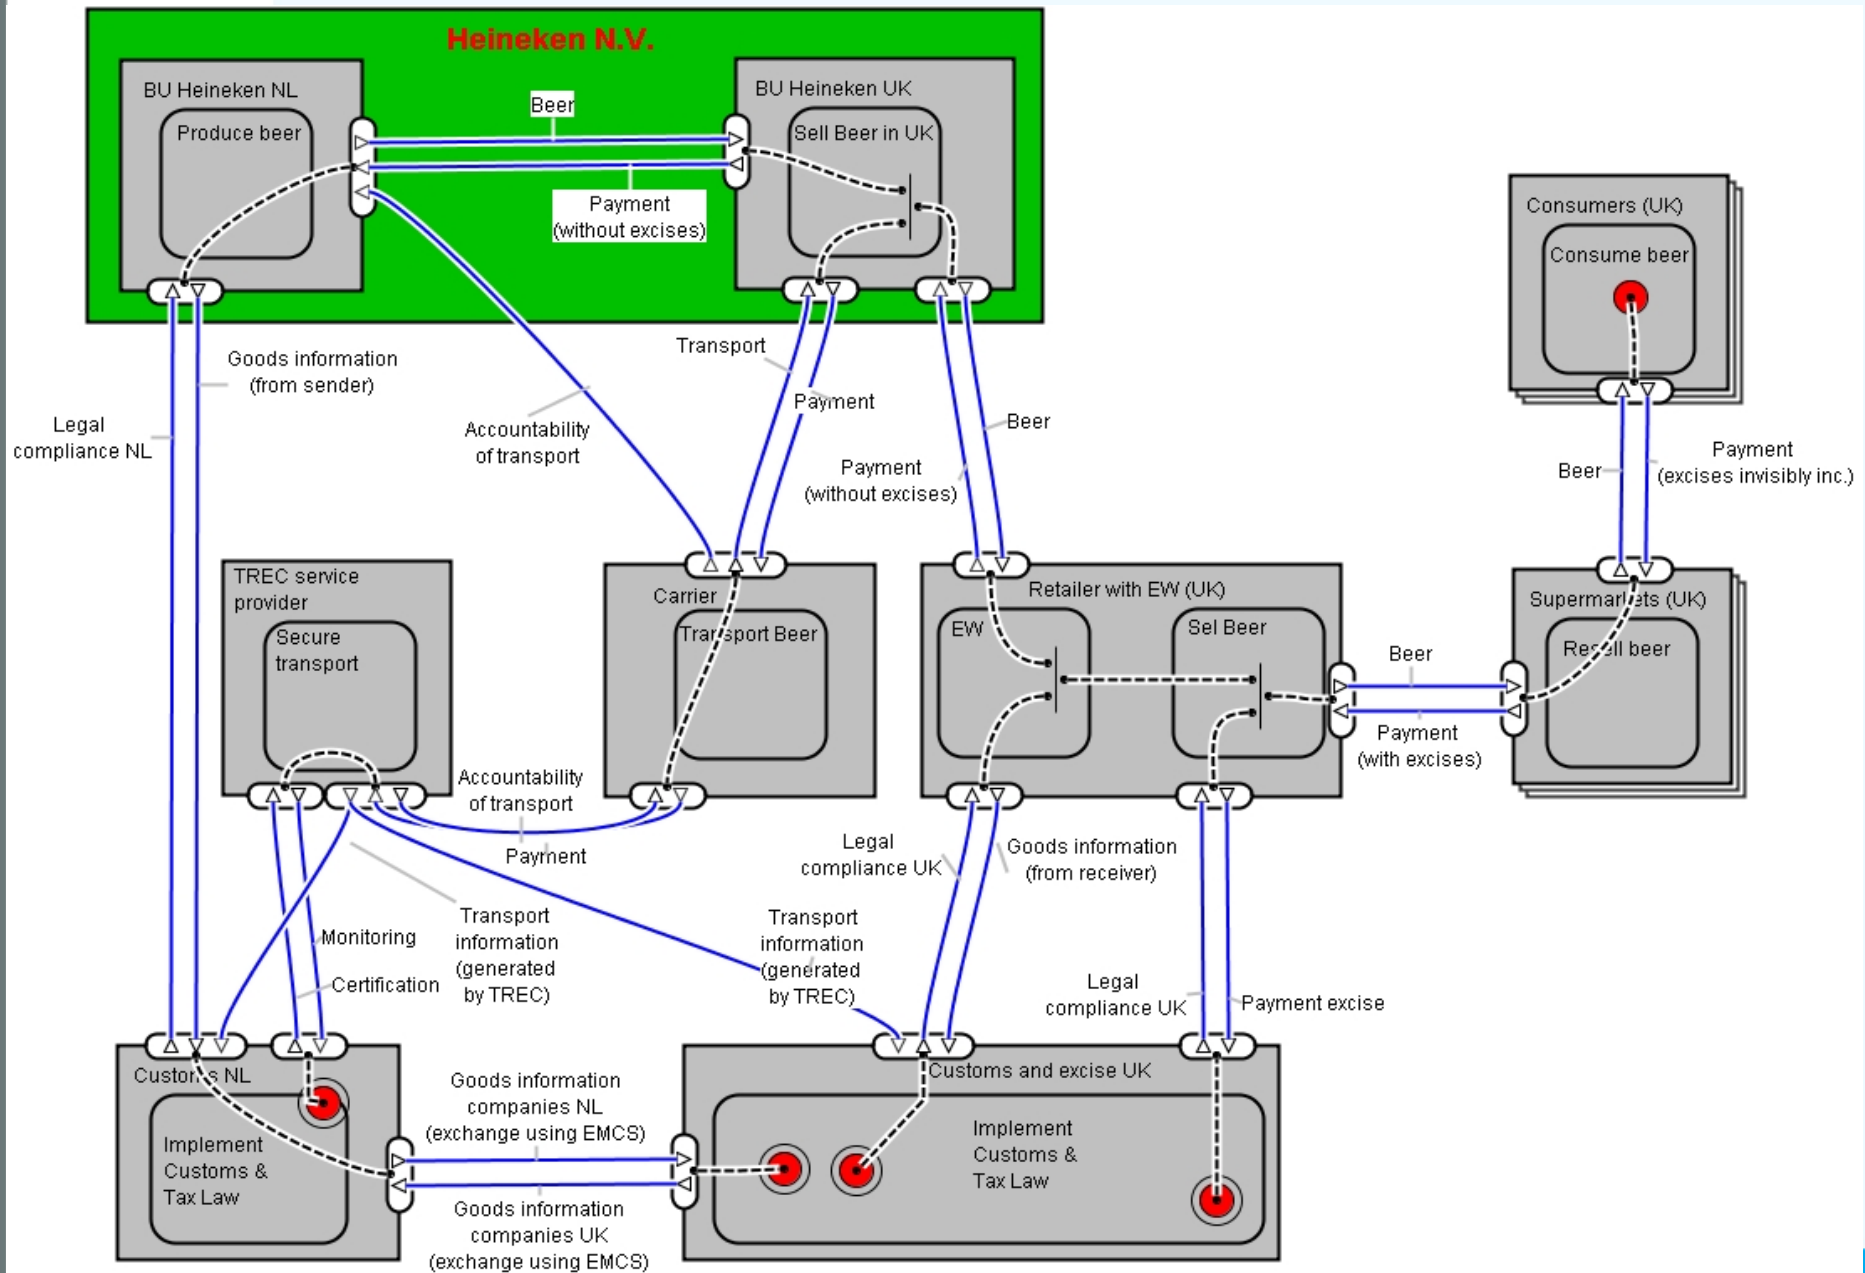 Heineken N.V.
BU Heineken NL
Produce beer
Beer
Payment
(without excises)
BU Heineken UK
Sell Beer in UK
Consumers (UK)
Consume beer
Goods information
(from sender)
Legal
compliance NL
Accountability
of transport
Transport
Payment
Payment
(without excises)
Beer
Beer
Payment
(excises invisibly inc.)
TREC service
provider
Secure
transport
Carrier
Transport Beer
Retailer with EW (UK)
EW
Sel Beer
Beer
Payment
(with excises)
Supermarkets (UK)
Resell beer
Accountability
of transport
Payment
Legal
compliance UK
Goods information
(from receiver)
Monitoring
Certification
Transport
information
(generated
by TREC)
Transport
information
(generated
by TREC)
Legal
compliance UK
Payment excise
Customs NL
Implement
Customs &
Tax Law
Goods information
companies NL
(exchange using EMCS)
Goods information
companies UK
(exchange using EMCS)
Customs and excise UK
Implement
Customs &
Tax Law